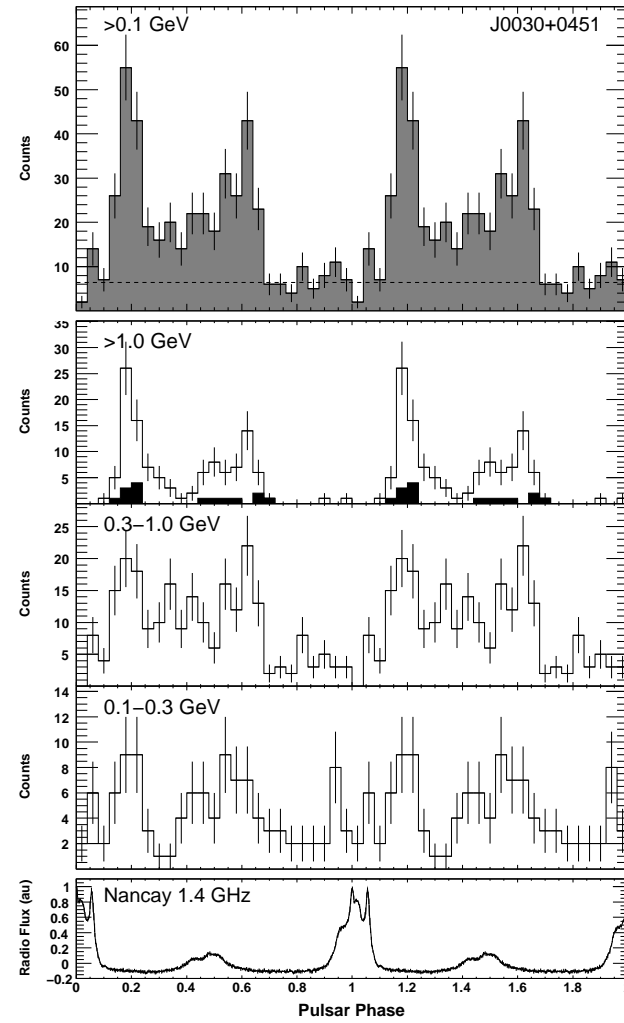 >0.1 GeV J0030+0451
60
50
40
30
20
10
Counts
>1.0 GeV
35
30
25
20
15
10
5
Counts
0.3−1.0 GeV
25
20
15
10
5
Counts
0.1−0.3 GeV
14
12
10
8
6
4
2
Counts
Nancay 1.4 GHz
1
0.8
0.6
0.4
0.2
0
−0.2
Radio Flux (au)
0 0.2 0.4 0.6 0.8 1 1.2 1.4 1.6 1.8 2
Pulsar Phase